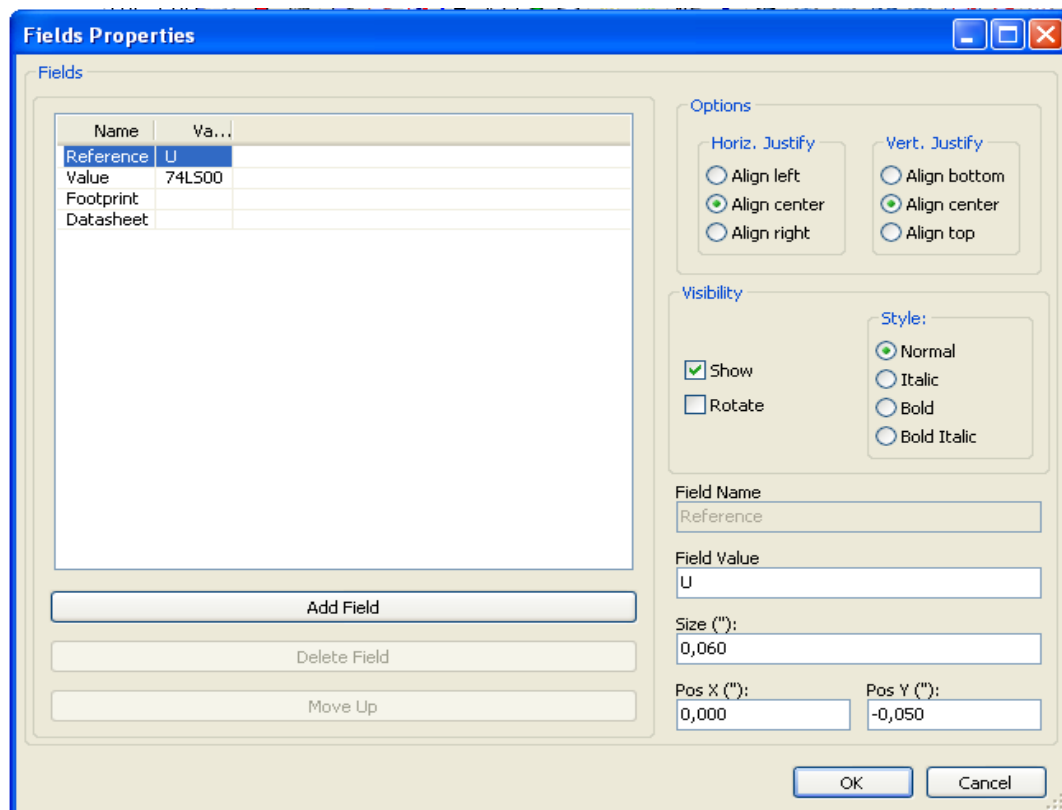 Fields Properties
Fields
Name Va...
Reference U
Value 74LS00
Footprint
Datasheet
Add Field
Delete Field
Move Up
Options
Horiz. Justify
Align left
Align center
Align right
Vert. Justify
Align bottom
Align center
Align top
Visibility
Show
Rotate
Style:
Normal
Italic
Bold
Bold Italic
Field Name
Reference
Field Value
U
Size ("):
0,060
Pos X ("): Pos Y ("):
0,000 -0,050
OK Cancel